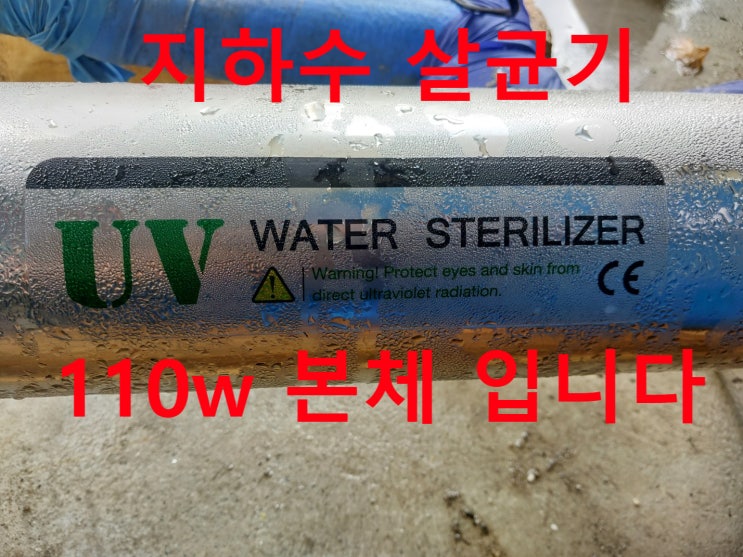 지하수 살균기
UV WATER STERILIZER
Warning! Protect eyes and skin from
direct ultraviolet radiation.
CE
110w 본체 입니다